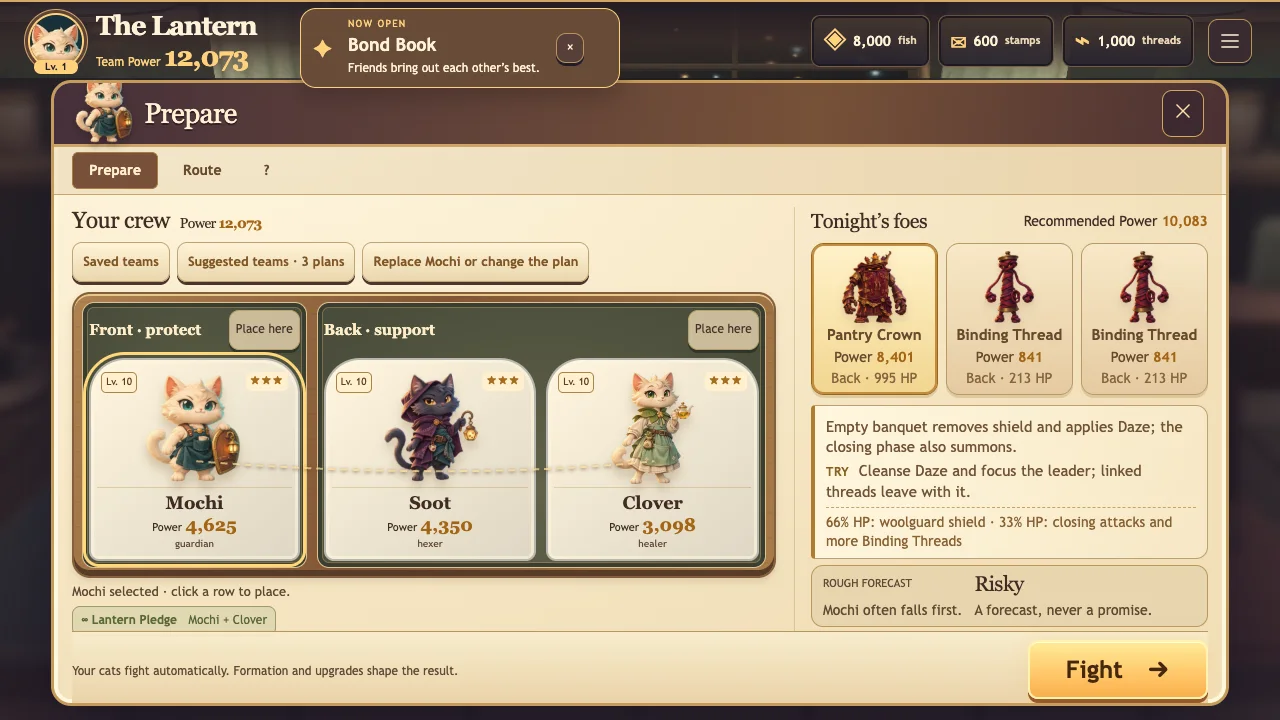 The Lantern
Team Power 12,073
Lv. 1
NOW OPEN
Bond Book
Friends bring out each other's best.
×
8,000 fish
600 stamps
1,000 threads
Prepare
Prepare
Route
?
Your crew Power 12,073
Saved teams
Suggested teams · 3 plans
Replace Mochi or change the plan
Front · protect
Place here
Back · support
Place here
Lv. 10
Mochi
Power 4,625
guardian
Lv. 10
Soot
Power 4,350
hexer
Lv. 10
Clover
Power 3,098
healer
Mochi selected · click a row to place.
∞ Lantern Pledge Mochi + Clover
Tonight's foes
Recommended Power 10,083
Pantry Crown
Power 8,401
Back · 995 HP
Binding Thread
Power 841
Back · 213 HP
Binding Thread
Power 841
Back · 213 HP
Empty banquet removes shield and applies Daze; the
closing phase also summons.
TRY Cleanse Daze and focus the leader; linked
threads leave with it.
66% HP: woolguard shield · 33% HP: closing attacks and
more Binding Threads
ROUGH FORECAST
Mochi often falls first.
Risky
A forecast, never a promise.
Your cats fight automatically. Formation and upgrades shape the result.
Fight →